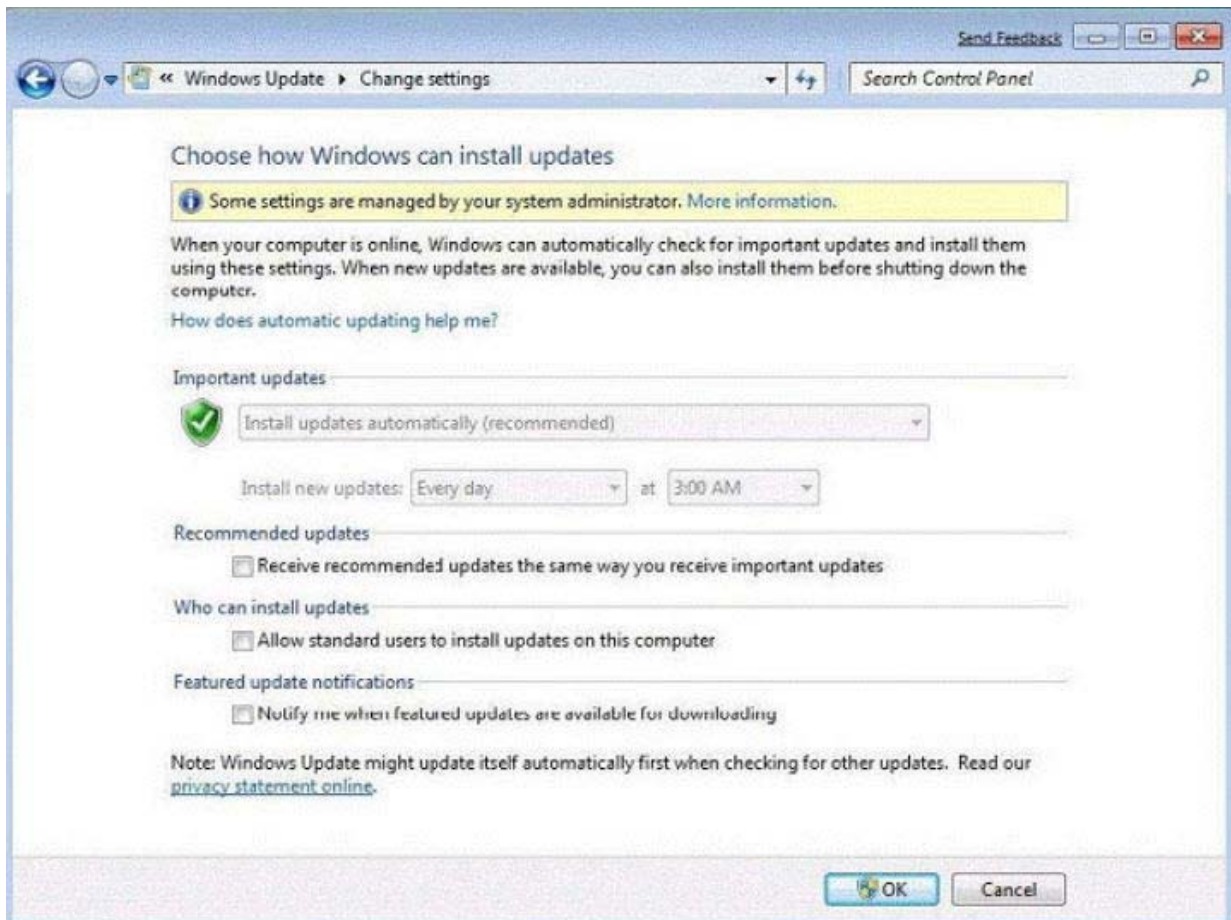 Send Feedback
« Windows Update ▸ Change settings
Search Control Panel
Choose how Windows can install updates
Some settings are managed by your system administrator. More information.
When your computer is online, Windows can automatically check for important updates and install them
using these settings. When new updates are available, you can also install them before shutting down the
computer.
How does automatic updating help me?
Important updates
Install updates automatically (recommended)
Install new updates: Every day at 3:00 AM
Recommended updates
Receive recommended updates the same way you receive important updates
Who can install updates
Allow standard users to install updates on this computer
Featured update notifications
Notify me when featured updates are available for downloading
Note: Windows Update might update itself automatically first when checking for other updates. Read our
privacy statement online.
OK Cancel